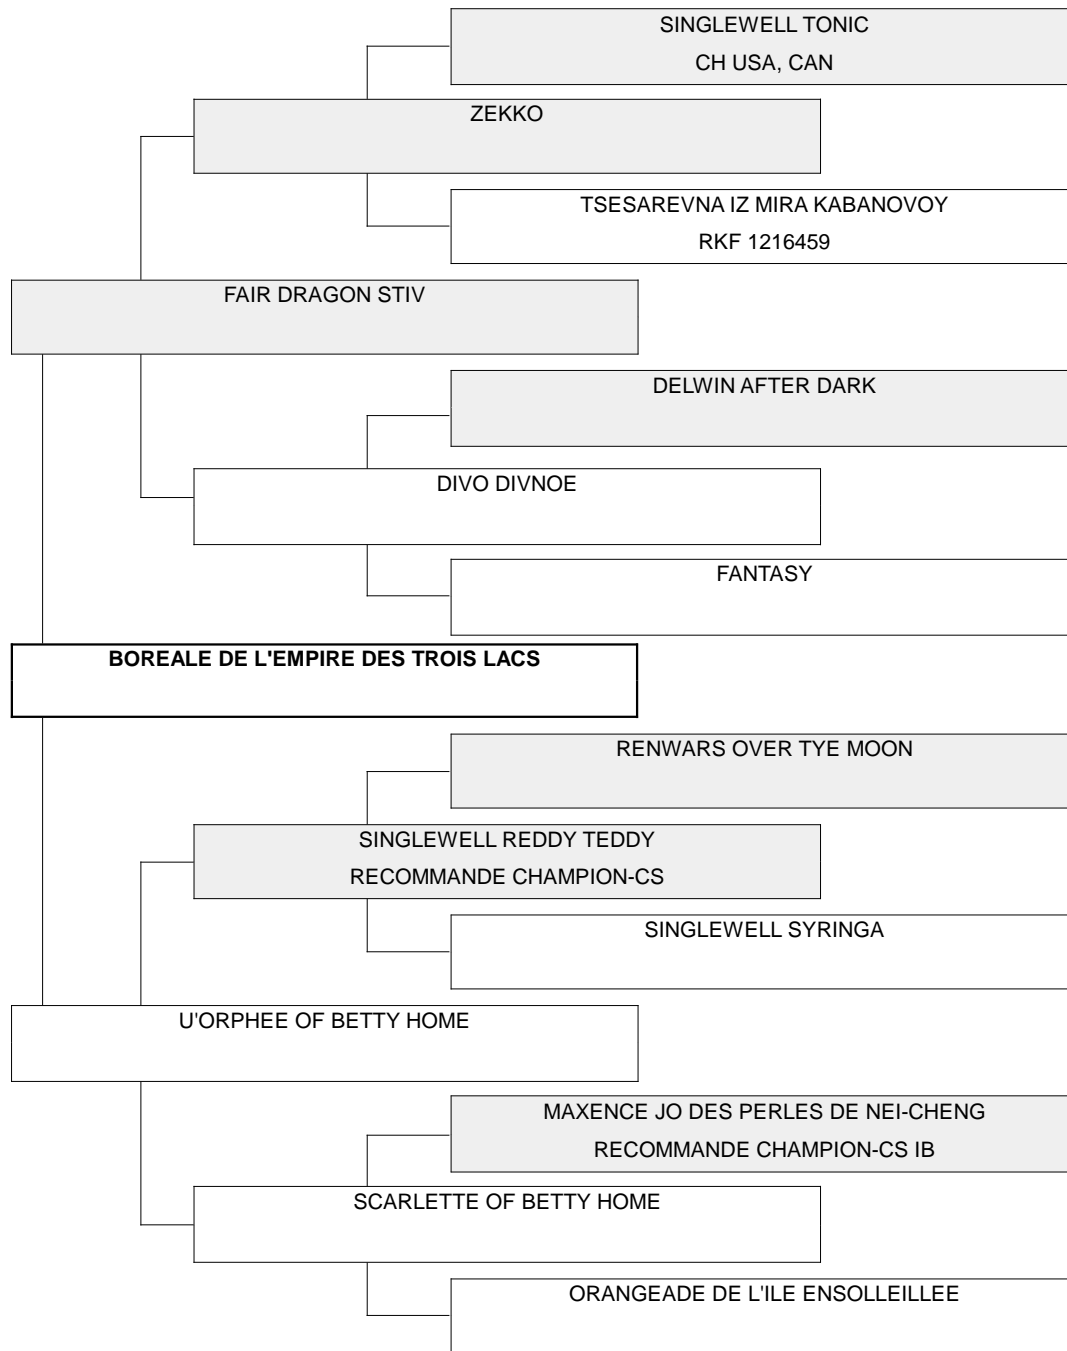 SINGLEWELL TONIC
CH USA, CAN
ZEKKO
TSESAREVNA IZ MIRA KABANOVOY
RKF 1216459
FAIR DRAGON STIV
DELWIN AFTER DARK
DIVO DIVNOE
FANTASY
BOREALE DE L'EMPIRE DES TROIS LACS
RENWARS OVER TYE MOON
SINGLEWELL REDDY TEDDY
RECOMMANDE CHAMPION-CS
SINGLEWELL SYRINGA
U'ORPHEE OF BETTY HOME
MAXENCE JO DES PERLES DE NEI-CHENG
RECOMMANDE CHAMPION-CS IB
SCARLETTE OF BETTY HOME
ORANGEADE DE L'ILE ENSOLLEILLEE